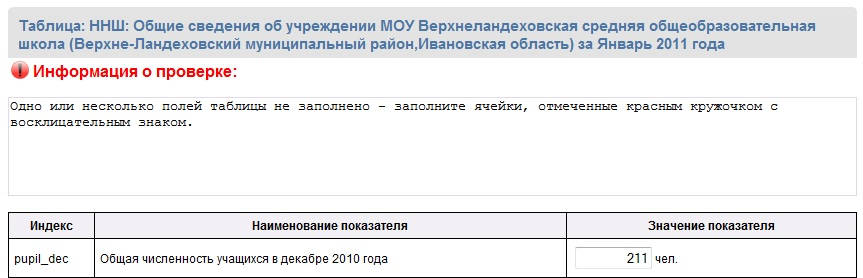 Таблица: ННШ: Общие сведения об учреждении МОУ Верхнеландеховская средняя общеобразовательная
школа (Верхне-Ландеховский муниципальный район,Ивановская область) за Январь 2011 года
Информация о проверке:
Одно или несколько полей таблицы не заполнено - заполните ячейки, отмеченные красным кружочком с
восклицательным знаком.
Индекс Наименование показателя Значение показателя
pupil_dec Общая численность учащихся в декабре 2010 года 211 чел.